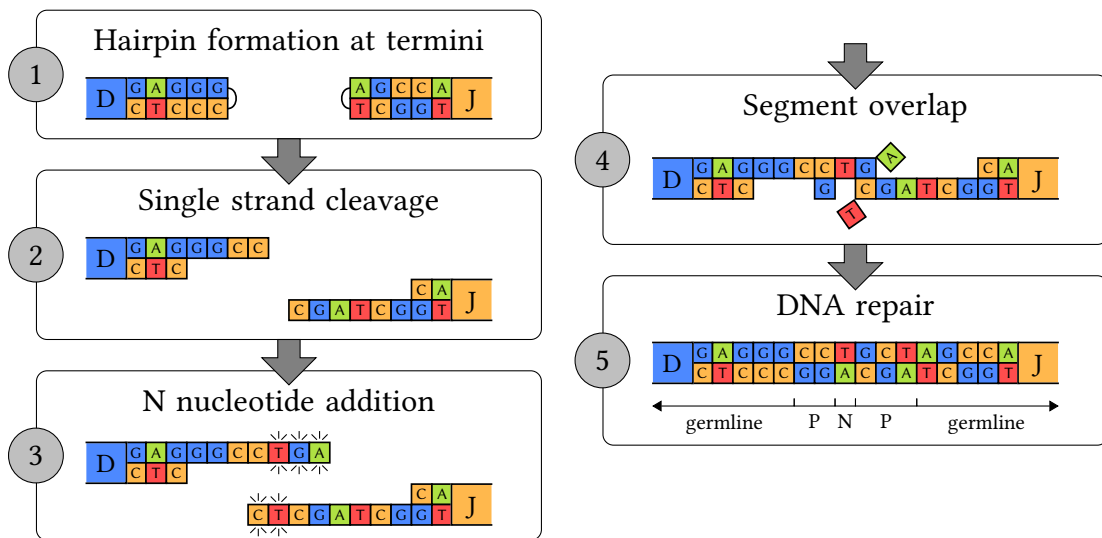 1
Hairpin formation at termini
D G A G G G
C T C C C
A G C C A J
T C G G T
2
Single strand cleavage
D G A G G G C C
C T C
C A J
C G A T C G G T
3
N nucleotide addition
D G A G G G C C T G A
C T C
C A J
C T C G A T C G G T
4
Segment overlap
D G A G G G C C T G A C A J
C T C G T C G A T C G G T
5
DNA repair
D G A G G G C C T G C T A G C C A J
C T C C C G G A C G A T C G G T
germline P N P germline